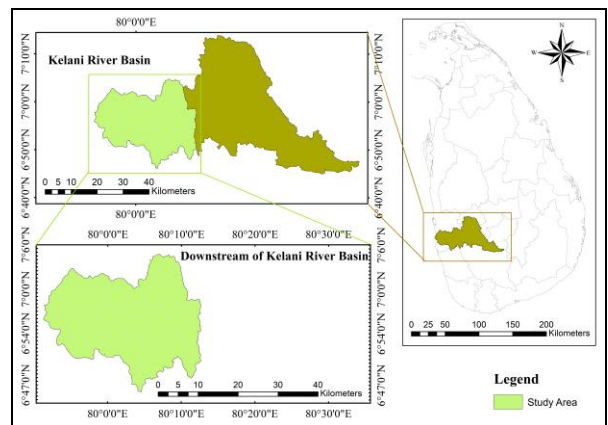 80°0'0"E
Kelani River Basin
7°10'0"N
7°0'0"N
6°50'0"N
6°40'0"N
7°10'0"N
7°0'0"N
6°50'0"N
6°40'0"N
0 5 10 20 30 40
Kilometers
80°0'0"E
80°0'0"E 80°10'0"E 80°20'0"E 80°30'0"E
Downstream of Kelani River Basin
7°6'0"N
7°0'0"N
6°54'0"N
6°47'0"N
7°6'0"N
7°0'0"N
6°54'0"N
6°47'0"N
0 5 10 20 30 40
Kilometers
80°0'0"E 80°10'0"E 80°20'0"E 80°30'0"E
N
W E
S
0 25 50 100 150 200
Kilometers
Legend
Study Area